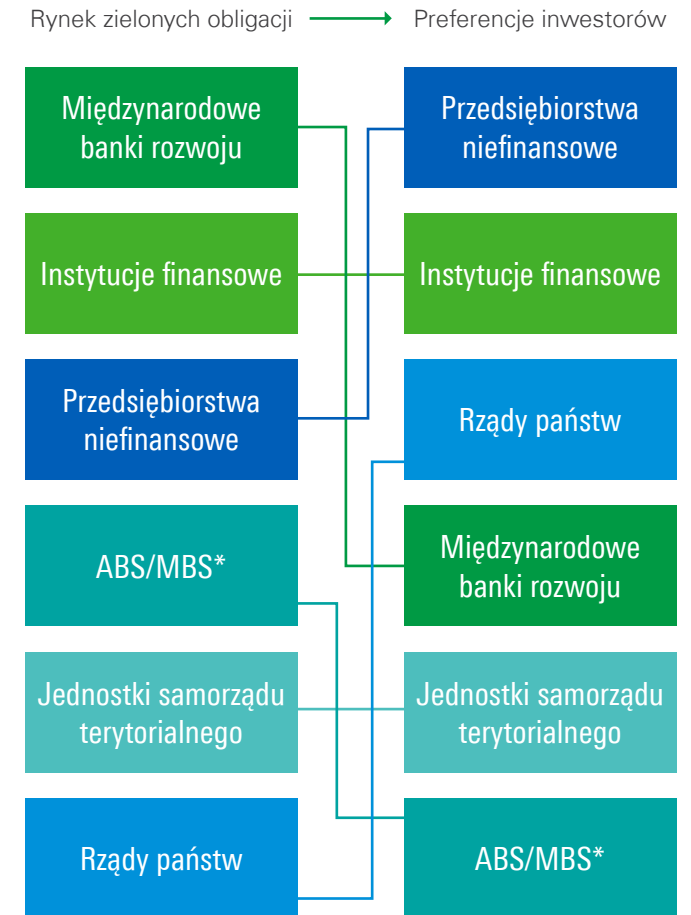 Rynek zielonych obligacji
Preferencje inwestorów
Międzynarodowe
banki rozwoju
Przedsiębiorstwa
niefinansowe
Instytucje finansowe
Instytucje finansowe
Przedsiębiorstwa
niefinansowe
Rządy państw
ABS/MBS*
Międzynarodowe
banki rozwoju
Jednostki samorządu
terytorialnego
Jednostki samorządu
terytorialnego
Rządy państw
ABS/MBS*